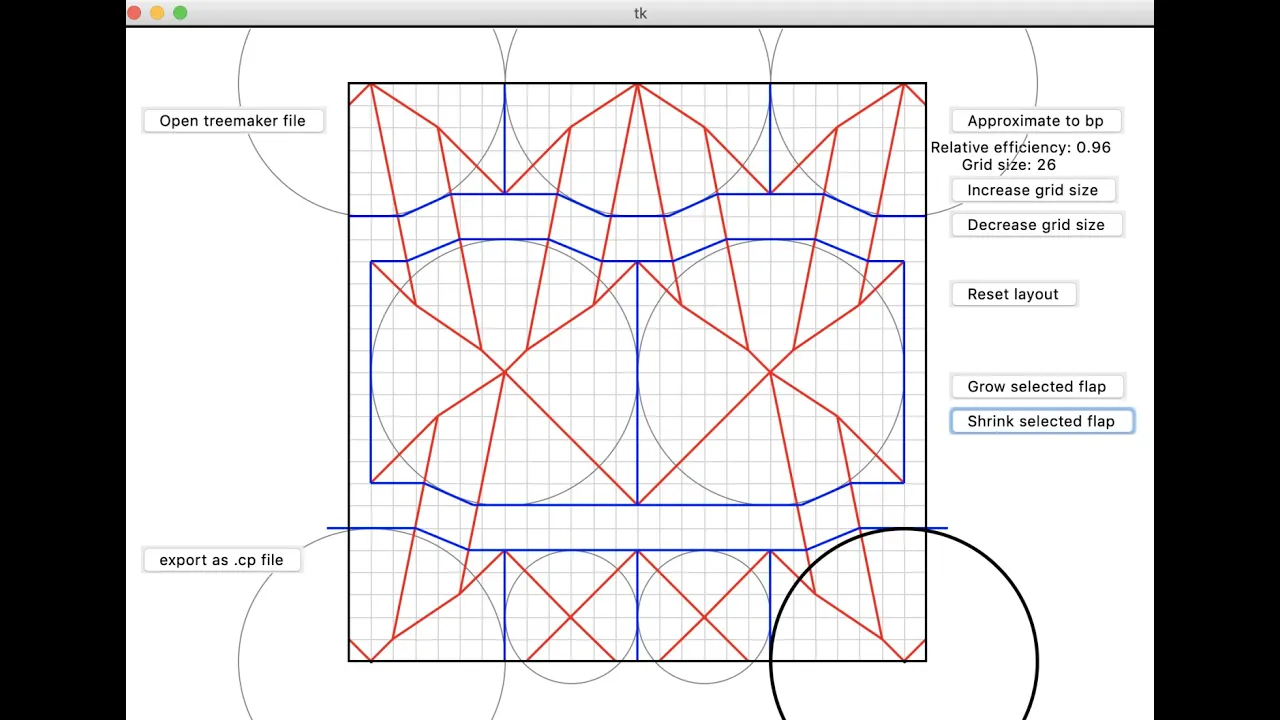 tk
Open treemaker file
Approximate to bp
Relative efficiency: 0.96
Grid size: 26
Increase grid size
Decrease grid size
Reset layout
Grow selected flap
Shrink selected flap
export as .cp file